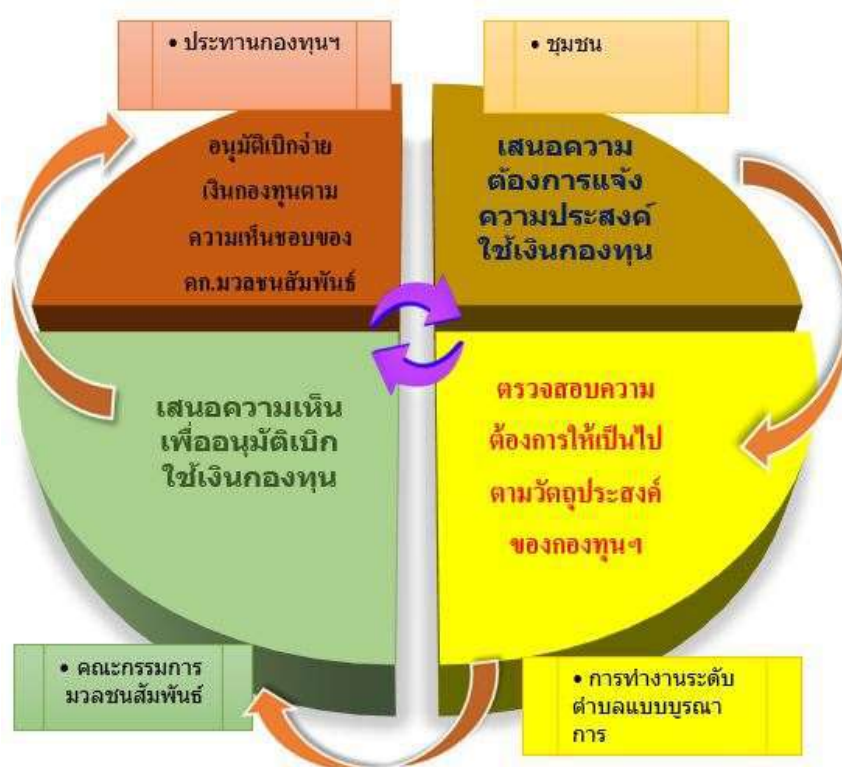 • ประทานกองทุนฯ
• ชุมชน
อนุมัติเบิกจ่าย
เงินกองทุนตาม
ความเห็นชอบของ
คก.มวลชนสัมพันธ์
เสนอความ
ต้องการแจ้ง
ความประสงค์
ใช้เงินกองทุน
เสนอความเห็น
เพื่ออนุมัติเบิก
ใช้เงินกองทุน
ตรวจสอบความ
ต้องการให้เป็นไป
ตามวัตถุประสงค์
ของกองทุนฯ
• คณะกรรมการ
มวลชนสัมพันธ์
• การทำงานระดับ
ตำบลแบบบูรณา
การ